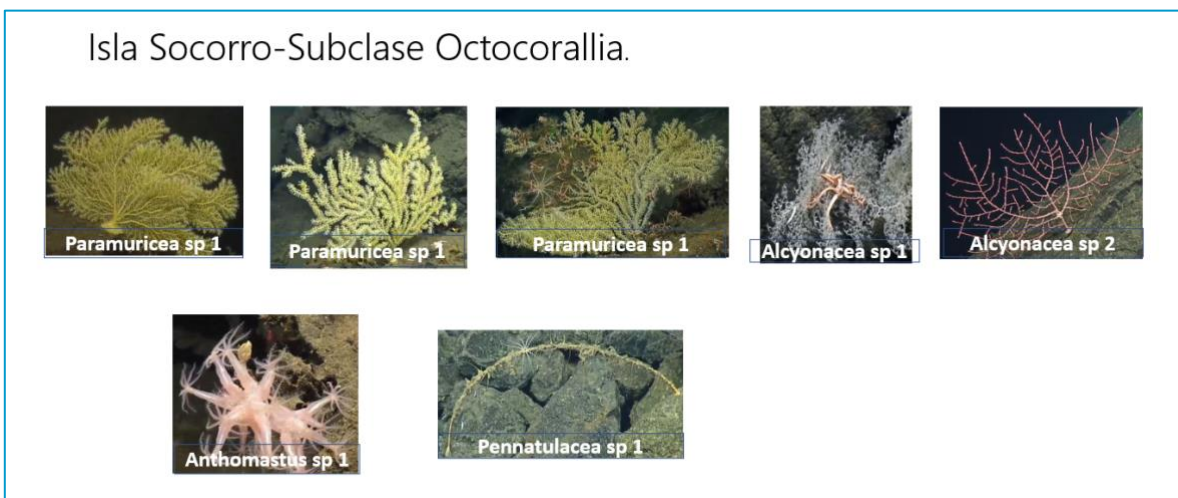 Isla Socorro-Subclase Octocorallia.
Paramuricea sp 1
Paramuricea sp 1
Paramuricea sp 1
Alcyonacea sp 1
Alcyonacea sp 2
Anthomastus sp 1
Pennatulacea sp 1